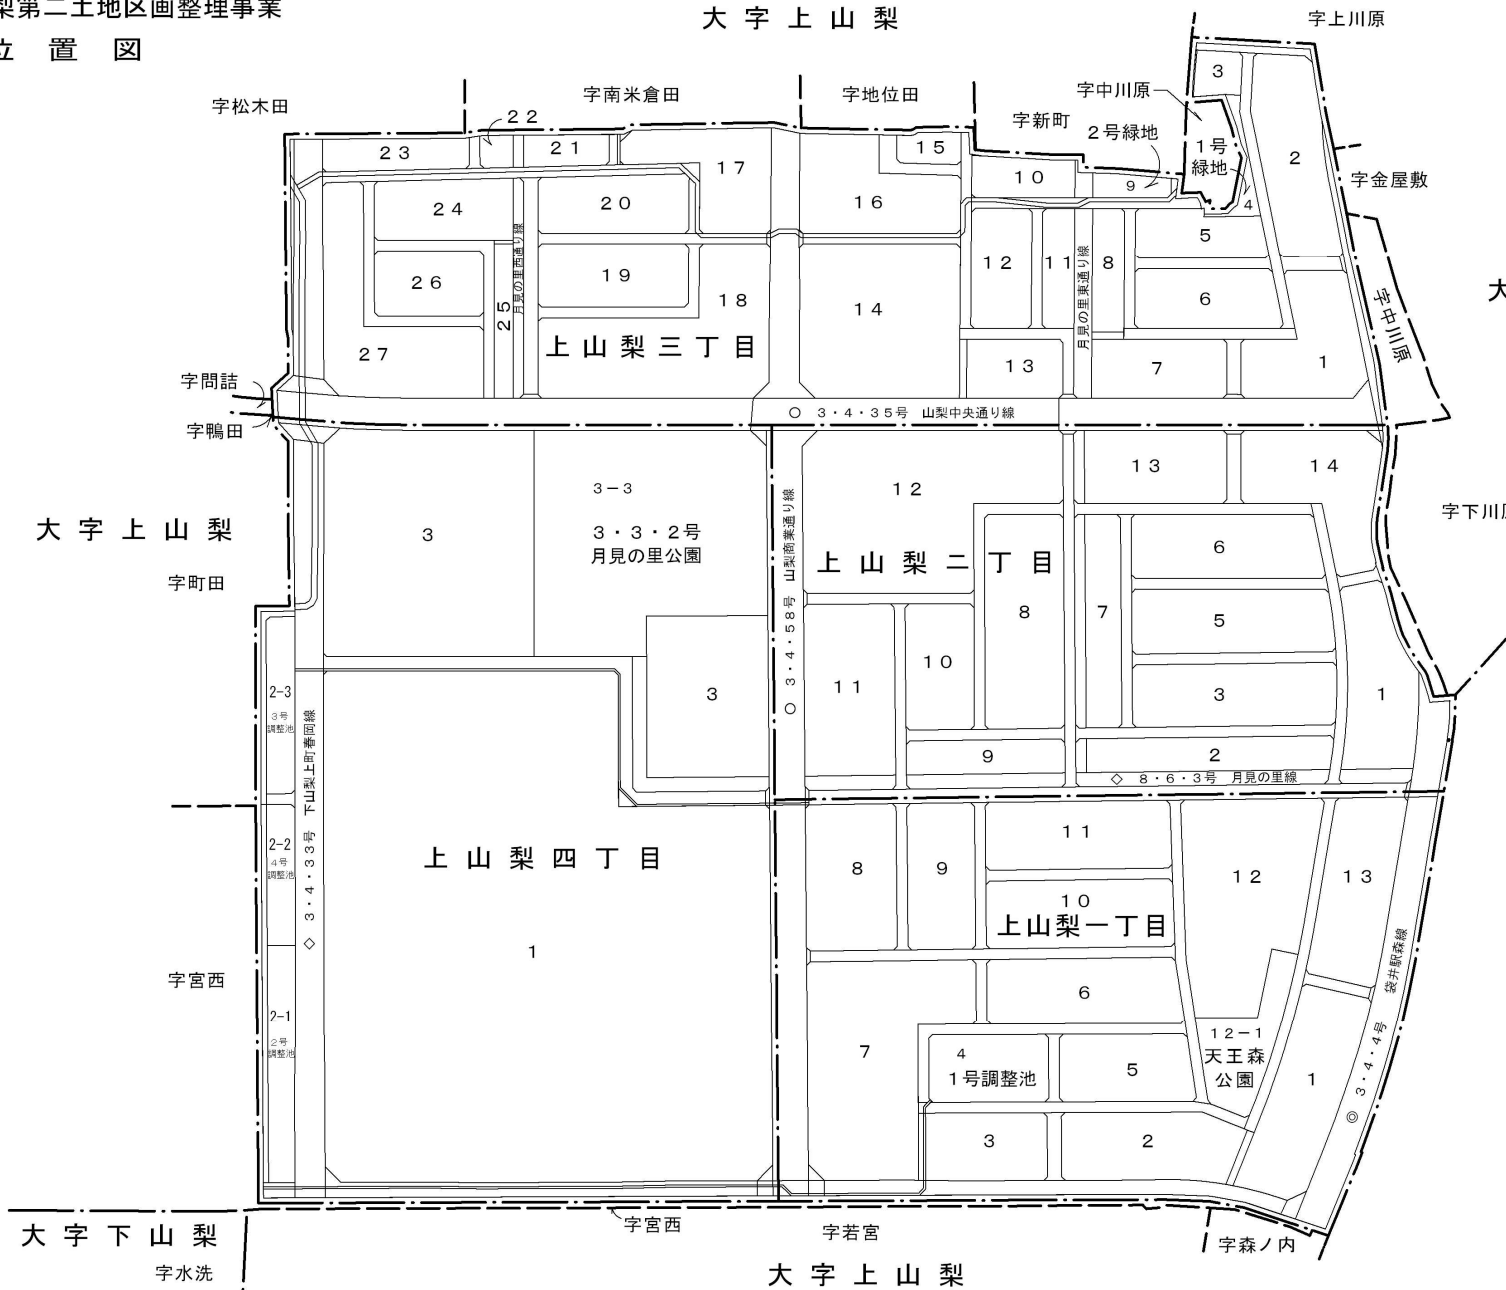 梨第二土地区画整理事業
位置図
大字上山梨
字上川原
字松木田
字南米倉田
字地位田
字新町
字中川原
2号緑地
1号
緑地
字金屋敷
字中川原
3
2
4
23
22
21
17
15
10
9
16
24
20
5
12
11
8
26
19
25
月見の里西通り線
月見の里東通り線
18
14
6
27
上山梨三丁目
13
7
1
字問詰
字鴨田
○ 3・4・35号 山梨中央通り線
3
3-3
3・3・2号
月見の里公園
12
13
14
大字上山梨
字町田
字下川原
○ 3・4・58号 山梨商業通り線
上山梨二丁目
6
8
7
5
10
11
3
3
1
9
2
◇ 8・6・3号 月見の里線
2-3
3号
調整池
◇ 3・4・33号 下山梨上町春岡線
2-2
4号
調整池
上山梨四丁目
1
8
9
11
10
12
13
上山梨一丁目
字宮西
2-1
2号
調整池
6
7
4
1号調整池
5
12-1
天王森
公園
1
◎ 3・4・4号 袋井駅森線
3
2
大字下山梨
字水洗
字宮西
字若宮
字森ノ内
大字上山梨